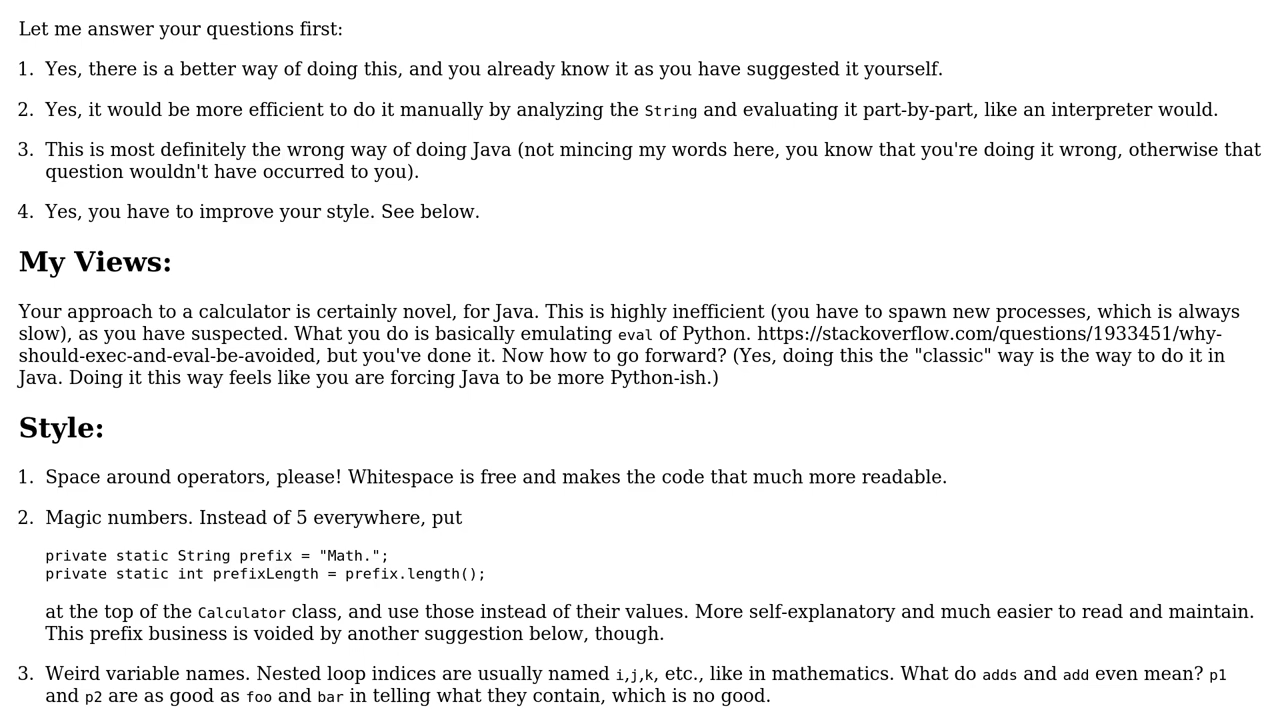 Let me answer your questions first:
1. Yes, there is a better way of doing this, and you already know it as you have suggested it yourself.
2. Yes, it would be more efficient to do it manually by analyzing the String and evaluating it part-by-part, like an interpreter would.
3. This is most definitely the wrong way of doing Java (not mincing my words here, you know that you're doing it wrong, otherwise that
question wouldn't have occurred to you).
4. Yes, you have to improve your style. See below.
My Views:
Your approach to a calculator is certainly novel, for Java. This is highly inefficient (you have to spawn new processes, which is always
slow), as you have suspected. What you do is basically emulating eval of Python. https://stackoverflow.com/questions/1933451/why-
should-exec-and-eval-be-avoided, but you've done it. Now how to go forward? (Yes, doing this the "classic" way is the way to do it in
Java. Doing it this way feels like you are forcing Java to be more Python-ish.)
Style:
1. Space around operators, please! Whitespace is free and makes the code that much more readable.
2. Magic numbers. Instead of 5 everywhere, put
private static String prefix = "Math.";
private static int prefixLength = prefix.length();
at the top of the Calculator class, and use those instead of their values. More self-explanatory and much easier to read and maintain.
This prefix business is voided by another suggestion below, though.
3. Weird variable names. Nested loop indices are usually named i,j,k, etc., like in mathematics. What do adds and add even mean? p1
and p2 are as good as foo and bar in telling what they contain, which is no good.